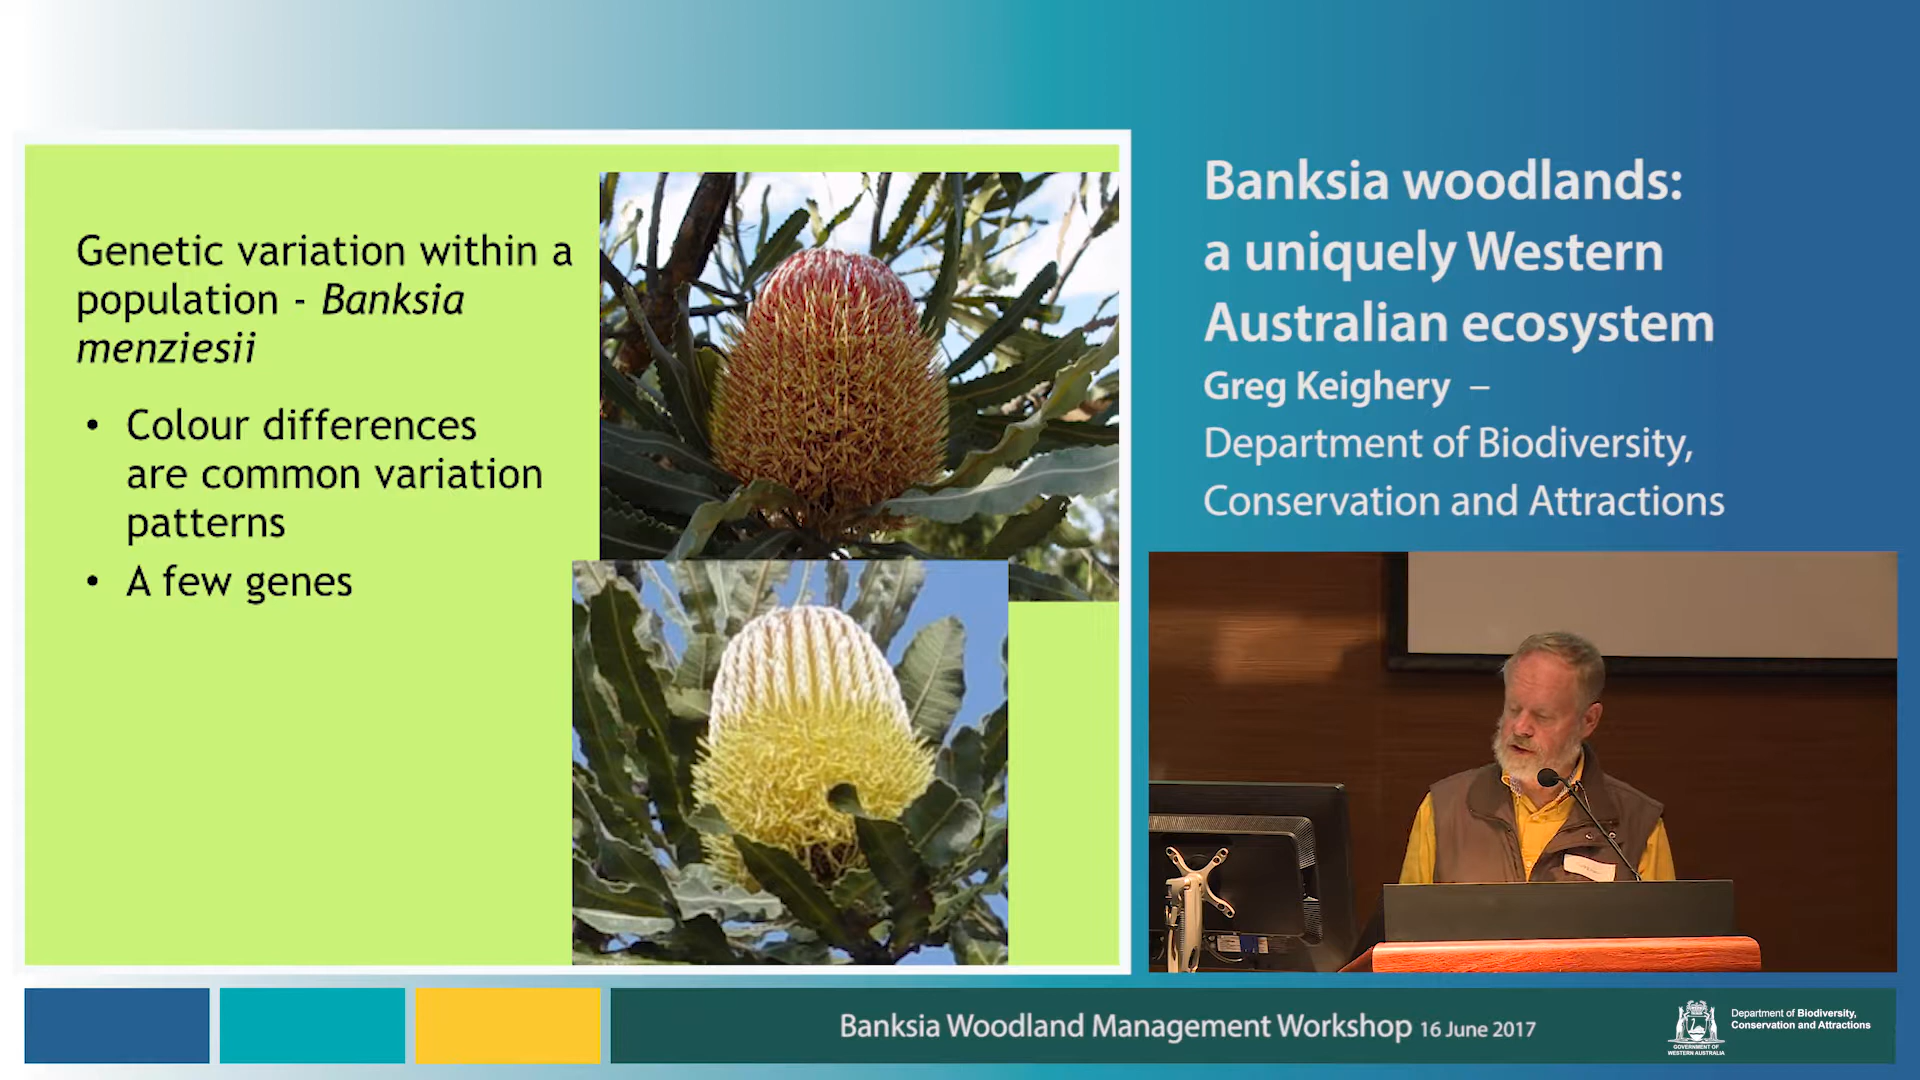 Genetic variation within a
population - Banksia
menziesii
• Colour differences
are common variation
patterns
• A few genes
Banksia woodlands:
a uniquely Western
Australian ecosystem
Greg Keighery –
Department of Biodiversity,
Conservation and Attractions
Banksia Woodland Management Workshop 16 June 2017
GOVERNMENT OF
WESTERN AUSTRALIA
Department of Biodiversity,
Conservation and Attractions